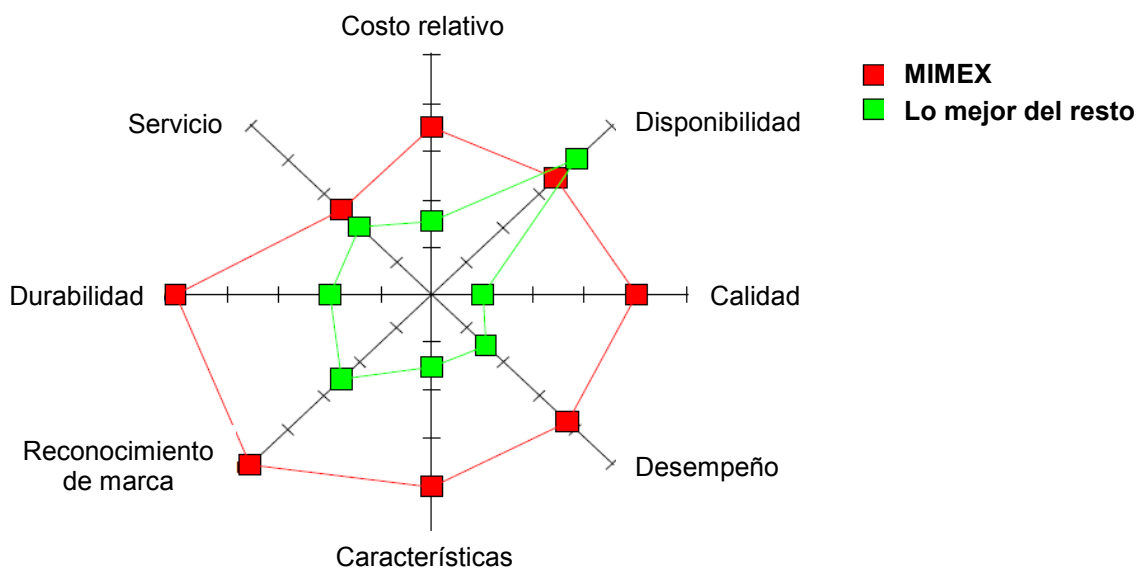 Costo relativo
MIMEX
Lo mejor del resto
Servicio
Disponibilidad
Durabilidad
Calidad
Reconocimiento
de marca
Desempeño
Características